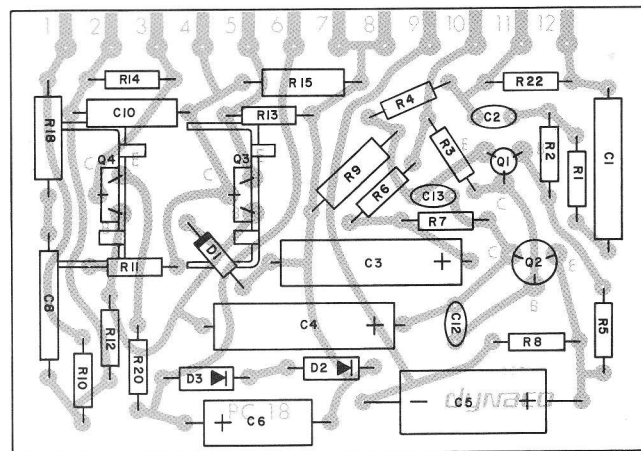 1 2 3 4 5 6 7 8 9 10 11 12
R14
R15
R22
C10
R13
R4
C2
R18
C1
R3
R2
C E
Q4
C E
Q3
E C
Q1
R9
R6
R1
C13
C
R7
D1
R11
C3 +
C
Q2
E
B
C8
C4 +
C12
R5
R12
R8
R10
R20
D3
D2
PC 18
C6
+
- C5 +
dynaco